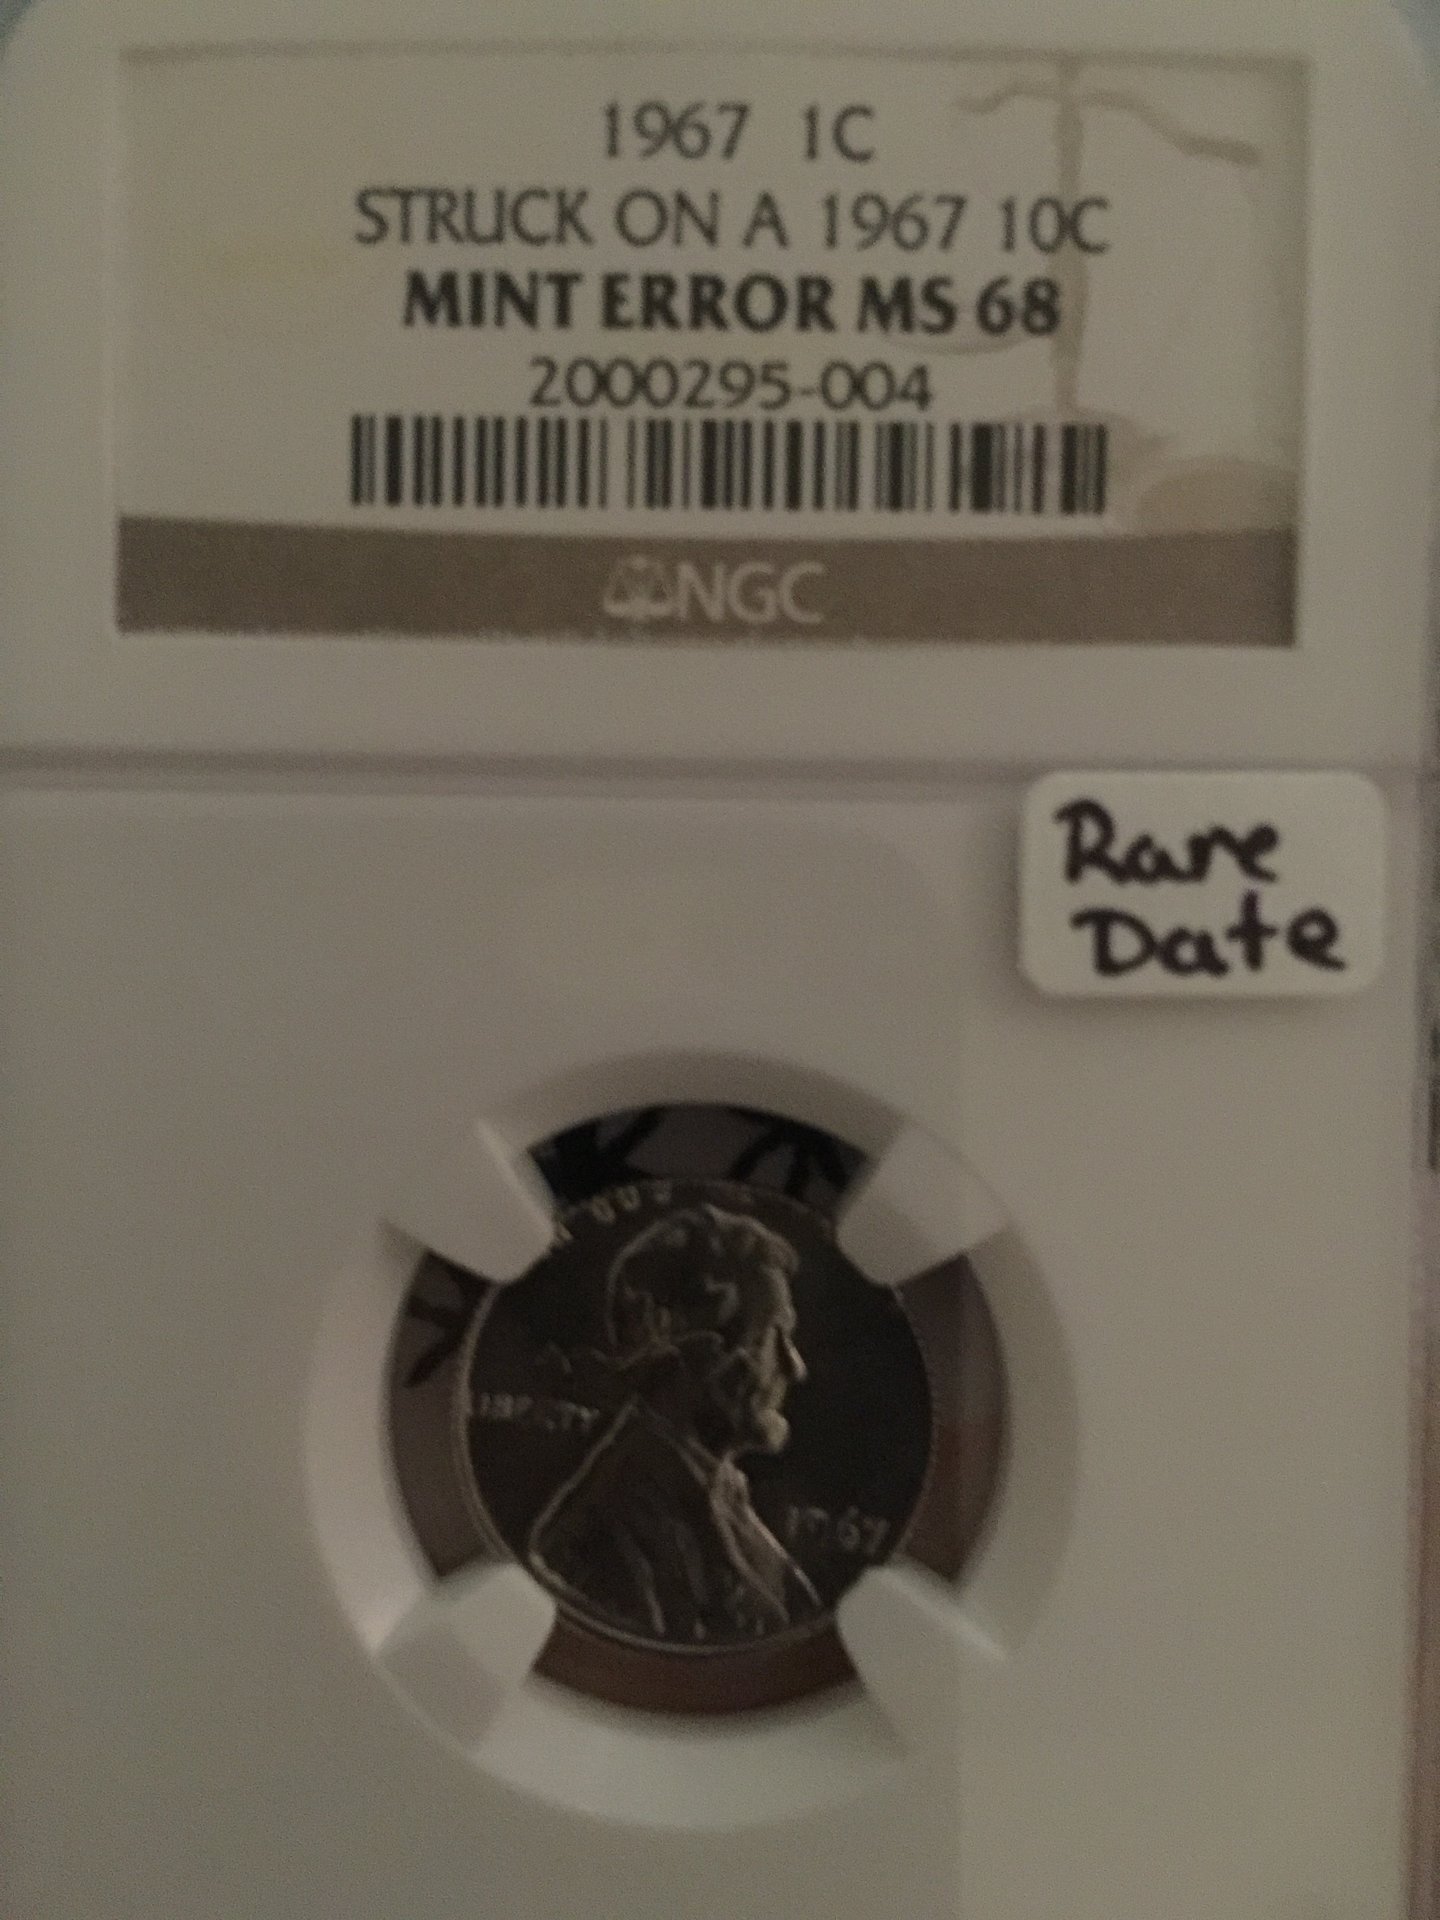 1967 1C
STRUCK ON A 1967 10C
MINT ERROR MS 68
2000295-004
NGC
Rare
Date
LIBERTY
1967